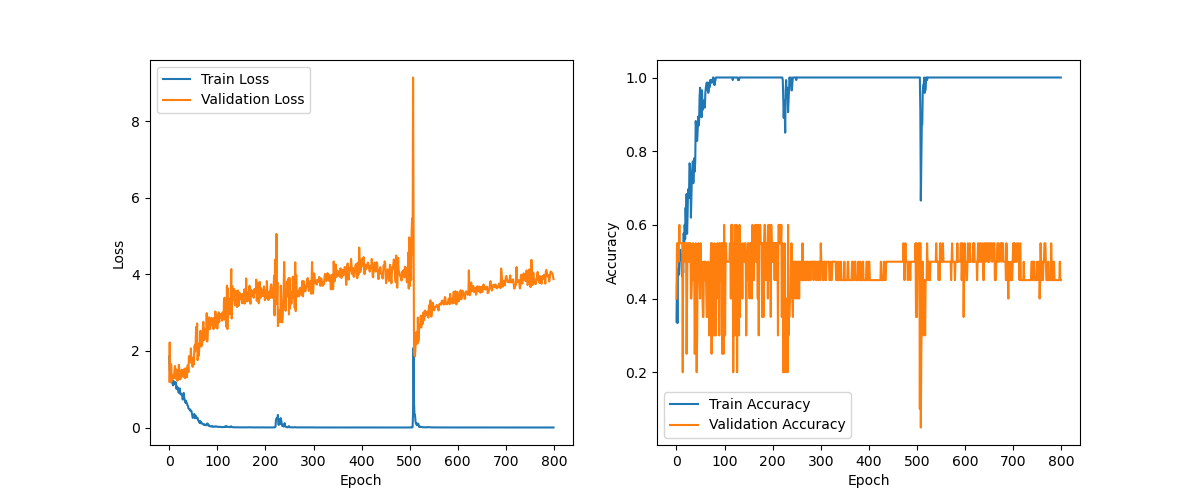 Train Loss
Validation Loss
8
6
4
2
0
Loss
0 100 200 300 400 500 600 700 800
Epoch
1.0
0.8
0.6
0.4
0.2
Accuracy
Train Accuracy
Validation Accuracy
0 100 200 300 400 500 600 700 800
Epoch